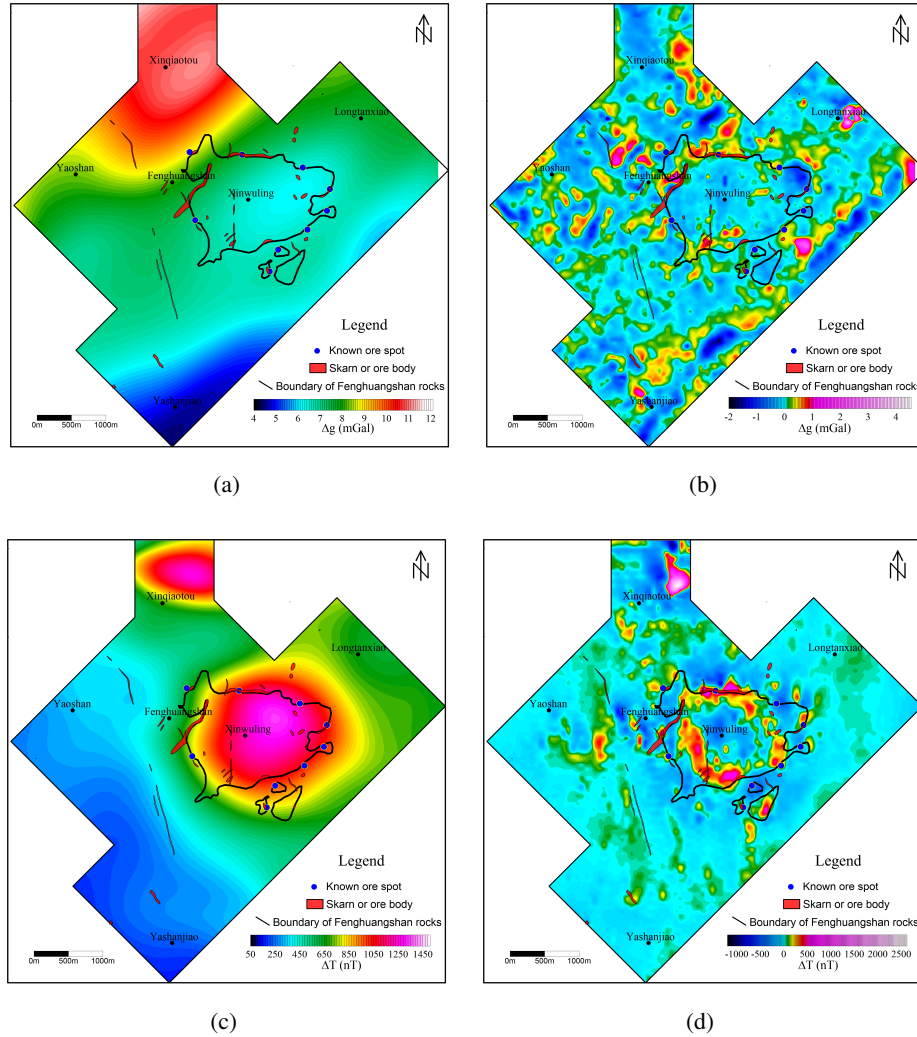 N
Xinqiaotou
Longtanxiao
Yaoshan
Fenghuangshan
Xinwuling
Legend
Known ore spot
Skarn or ore body
Boundary of Fenghuangshan rocks
Yashanjiao
0m 500m 1000m
4 5 6 7 8 9 10 11 12
Δg (mGal)
(a)
N
Xinqiaotou
Longtanxiao
Yaoshan
Fenghuangshan
Xinwuling
Legend
Known ore spot
Skarn or ore body
Boundary of Fenghuangshan rocks
Yashanjiao
0m 500m 1000m
-2 -1 0 1 2 3 4
Δg (mGal)
(b)
N
Xinqiaotou
Longtanxiao
Yaoshan
Fenghuangshan
Xinwuling
Legend
Known ore spot
Skarn or ore body
Boundary of Fenghuangshan rocks
Yashanjiao
0m 500m 1000m
50 250 450 650 850 1050 1250 1450
ΔT (nT)
(c)
N
Xinqiaotou
Longtanxiao
Yaoshan
Fenghuangshan
Xinwuling
Legend
Known ore spot
Skarn or ore body
Boundary of Fenghuangshan rocks
Yashanjiao
0m 500m 1000m
-1000 -500 0 500 1000 1500 2000 2500
ΔT (nT)
(d)